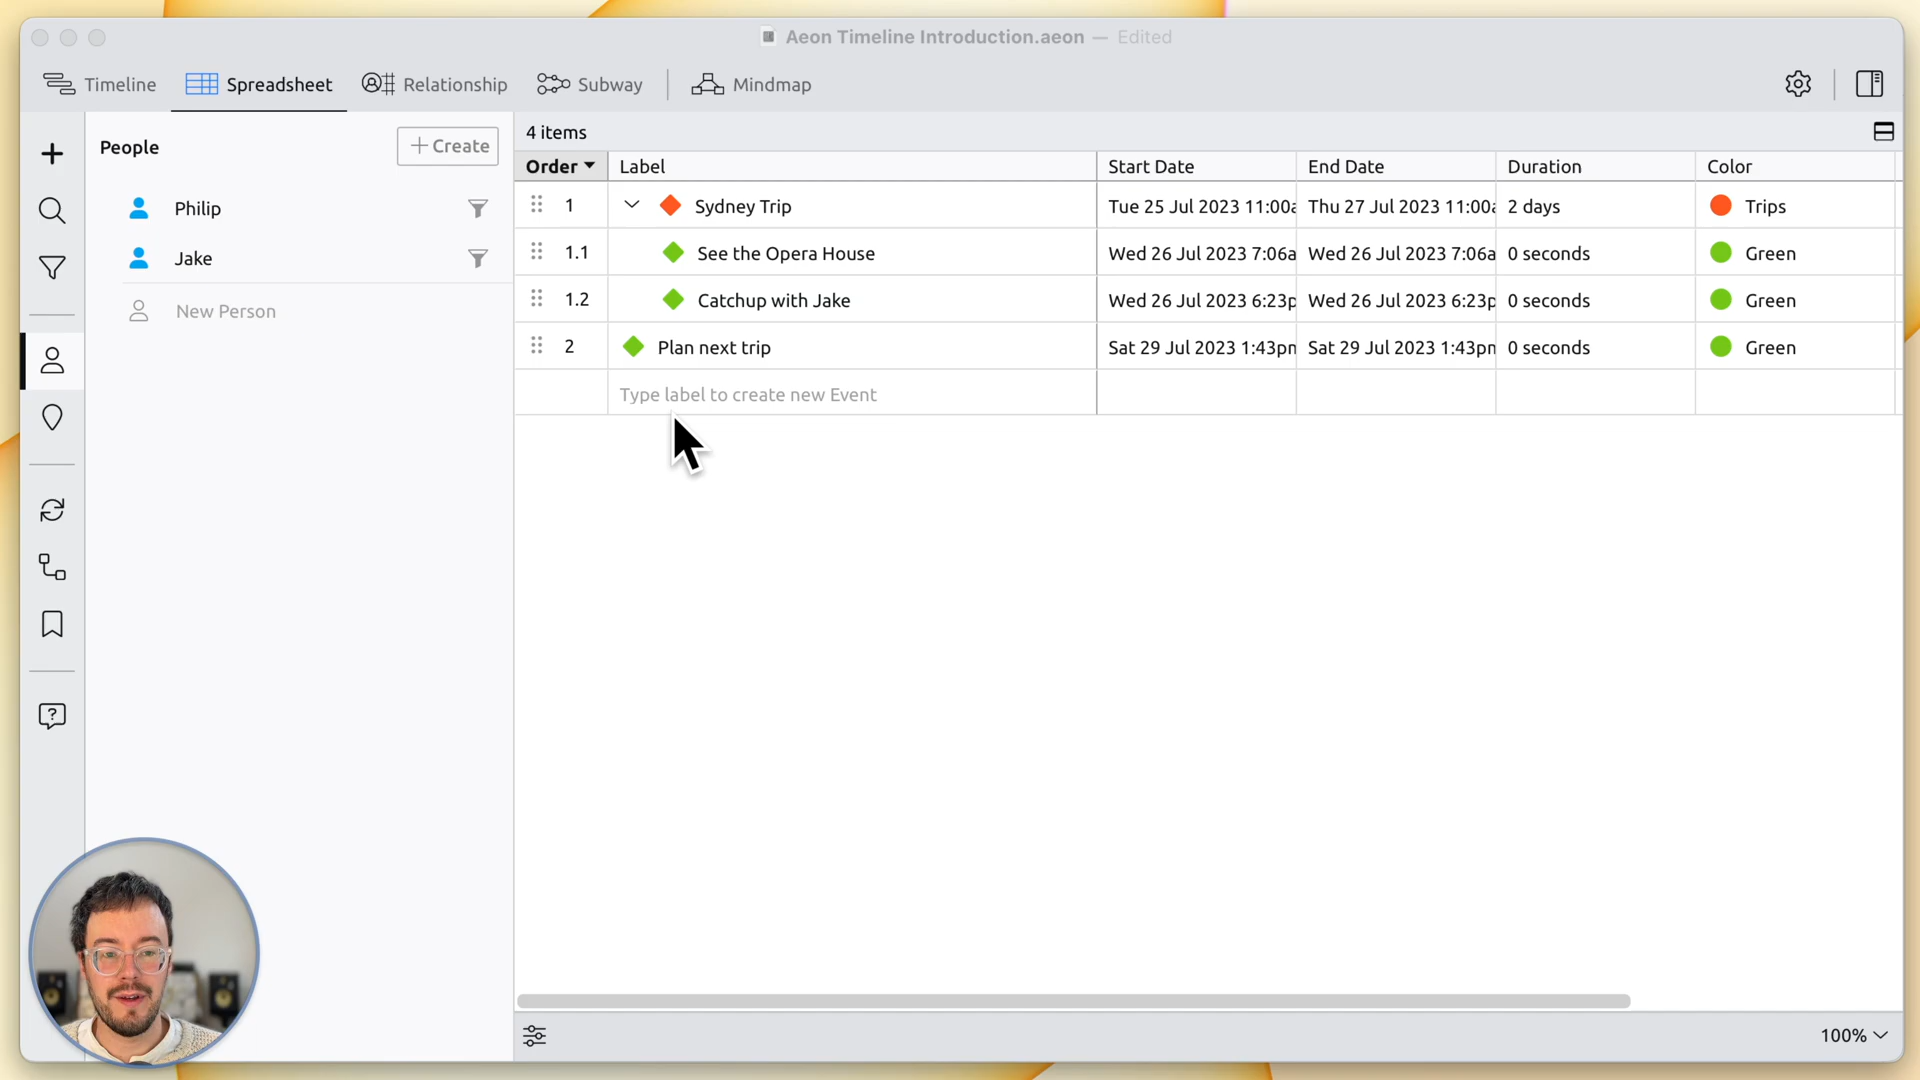 Aeon Timeline Introduction.aeon — Edited
Timeline Spreadsheet Relationship Subway Mindmap
People + Create
Philip
Jake
New Person
4 items
Order Label Start Date End Date Duration Color
1 Sydney Trip Tue 25 Jul 2023 11:00a Thu 27 Jul 2023 11:00a 2 days Trips
1.1 See the Opera House Wed 26 Jul 2023 7:06a Wed 26 Jul 2023 7:06a 0 seconds Green
1.2 Catchup with Jake Wed 26 Jul 2023 6:23p Wed 26 Jul 2023 6:23p 0 seconds Green
2 Plan next trip Sat 29 Jul 2023 1:43pm Sat 29 Jul 2023 1:43pm 0 seconds Green
Type label to create new Event
100%